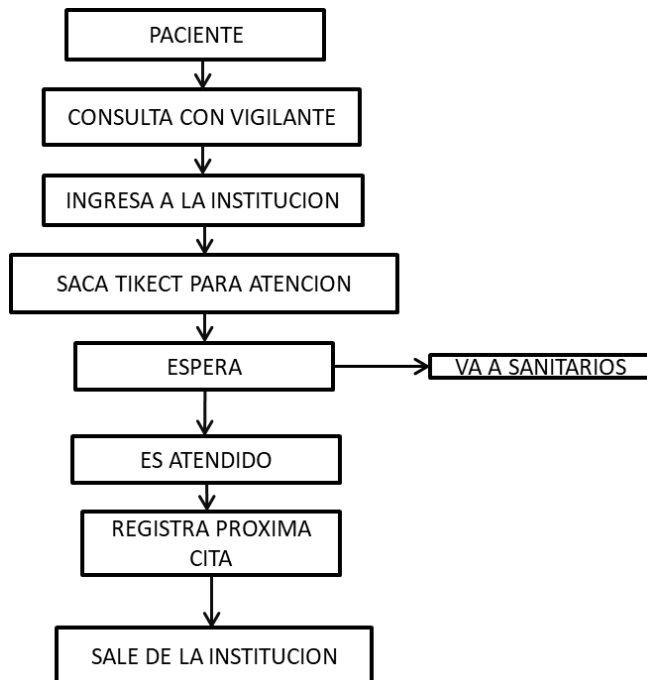 PACIENTE
CONSULTA CON VIGILANTE
INGRESA A LA INSTITUCION
SACA TIKECT PARA ATENCION
ESPERA
VA A SANITARIOS
ES ATENDIDO
REGISTRA PROXIMA
CITA
SALE DE LA INSTITUCION